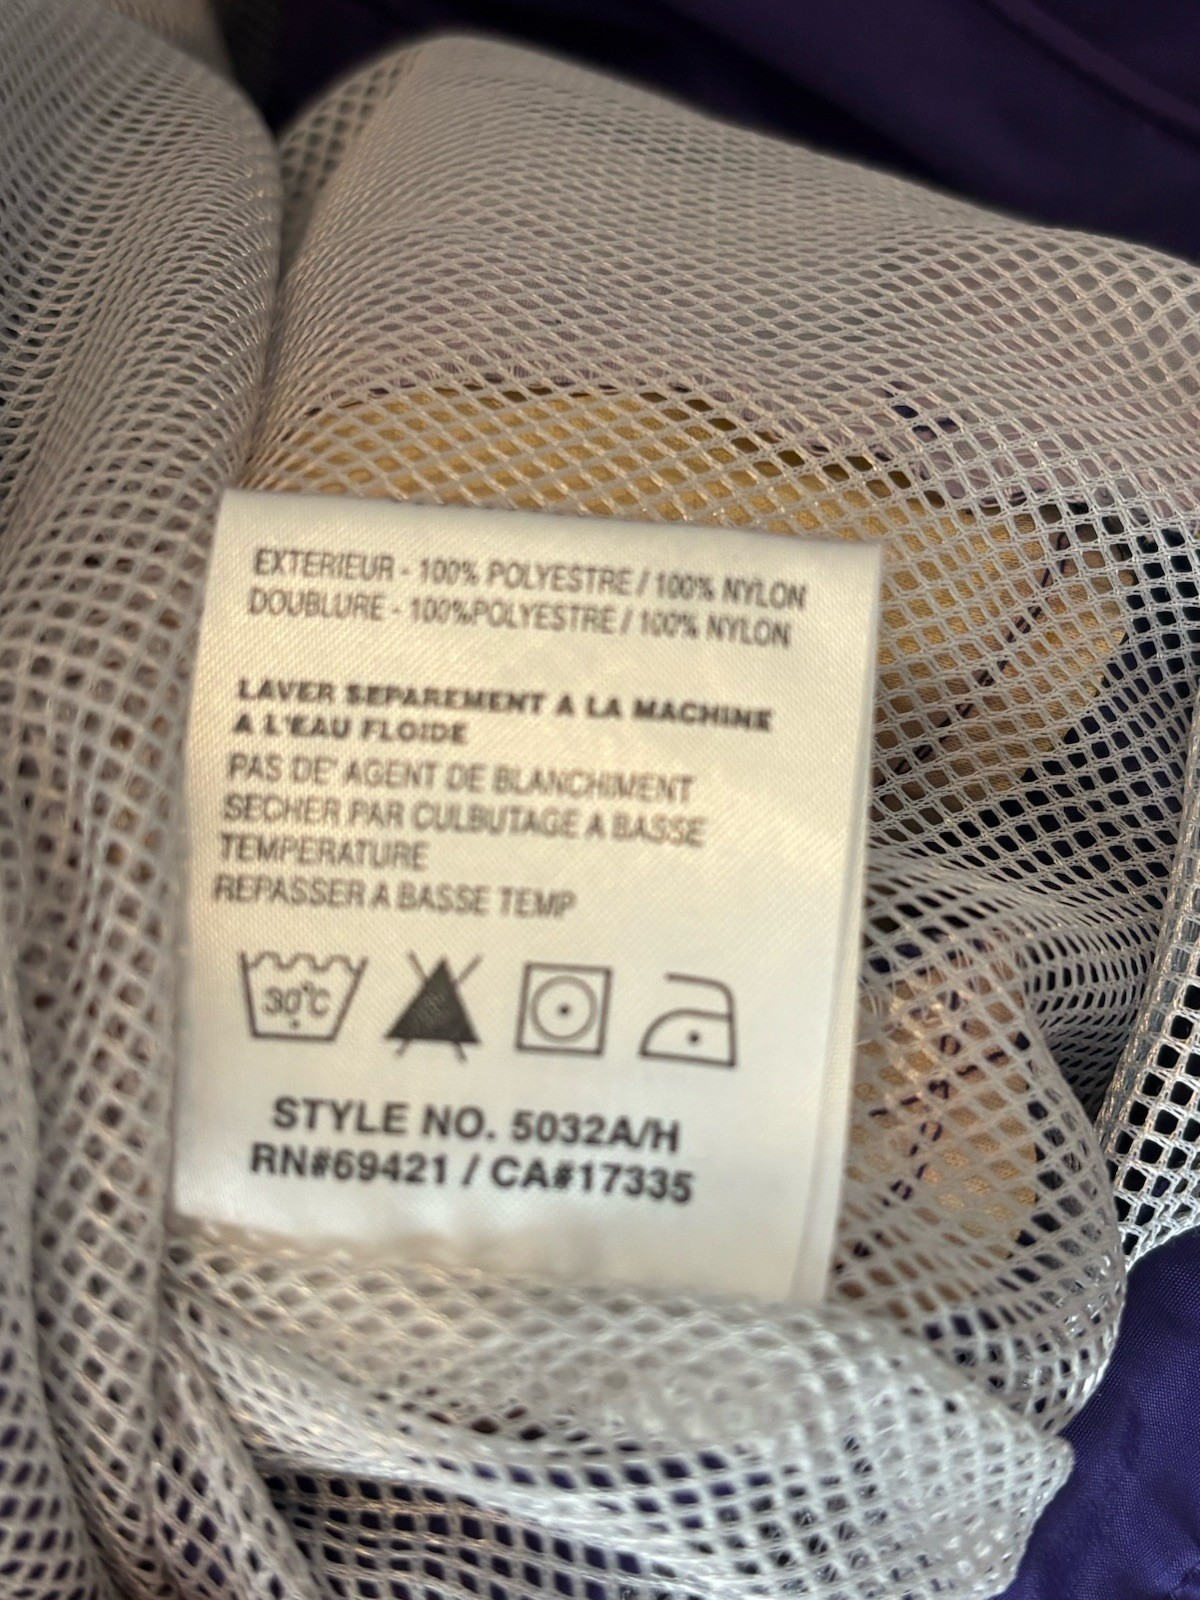 EXTERIEUR - 100% POLYESTRE / 100% NYLON
DOUBLURE - 100%POLYESTRE / 100% NYLON
LAVER SEPAREMENT A LA MACHINE
A L'EAU FLOIDE
PAS DE' AGENT DE BLANCHIMENT
SECHER PAR CULBUTAGE A BASSE
TEMPERATURE
REPASSER A BASSE TEMP
30°C
STYLE NO. 5032A/H
RN#69421 / CA#17335